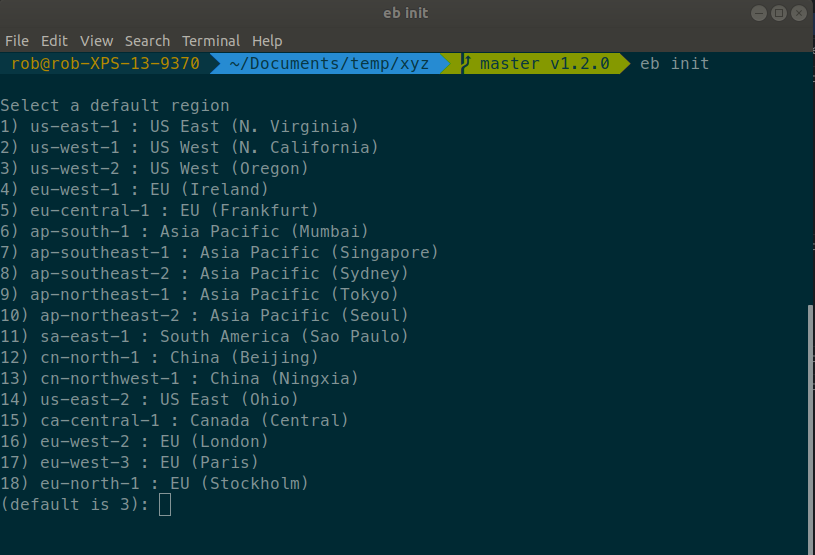 eb init
File Edit View Search Terminal Help
rob@rob-XPS-13-9370 ~/Documents/temp/xyz master v1.2.0 eb init
Select a default region
1) us-east-1 : US East (N. Virginia)
2) us-west-1 : US West (N. California)
3) us-west-2 : US West (Oregon)
4) eu-west-1 : EU (Ireland)
5) eu-central-1 : EU (Frankfurt)
6) ap-south-1 : Asia Pacific (Mumbai)
7) ap-southeast-1 : Asia Pacific (Singapore)
8) ap-southeast-2 : Asia Pacific (Sydney)
9) ap-northeast-1 : Asia Pacific (Tokyo)
10) ap-northeast-2 : Asia Pacific (Seoul)
11) sa-east-1 : South America (Sao Paulo)
12) cn-north-1 : China (Beijing)
13) cn-northwest-1 : China (Ningxia)
14) us-east-2 : US East (Ohio)
15) ca-central-1 : Canada (Central)
16) eu-west-2 : EU (London)
17) eu-west-3 : EU (Paris)
18) eu-north-1 : EU (Stockholm)
(default is 3):